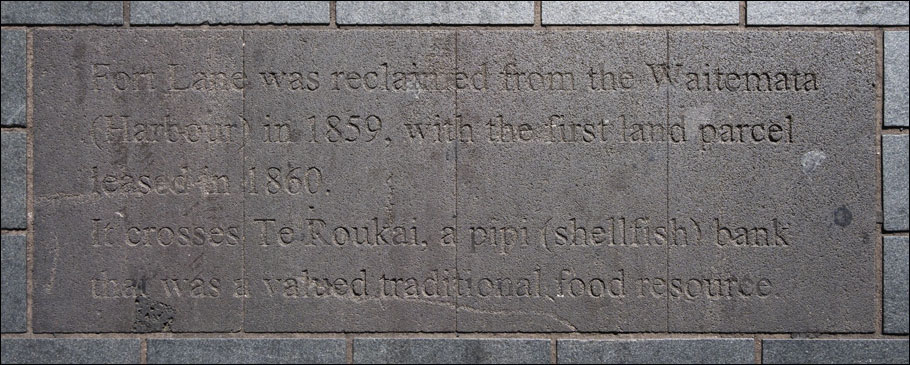 Fort Lane was reclaimed from the Waitemata
(Harbour) in 1859, with the first land parcel
leased in 1860.
It crosses Te Roukai, a pipi (shellfish) bank
that was a valued traditional food resource.